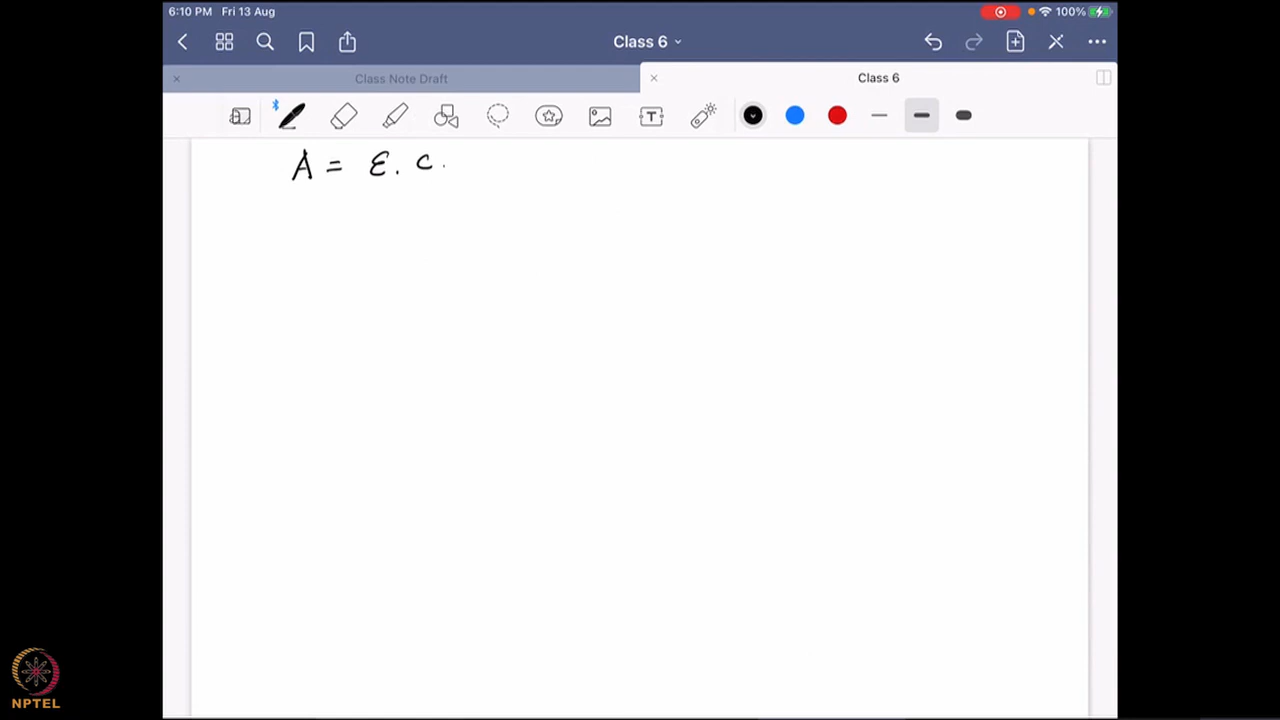 6:10 PM Fri 13 Aug 100%
Class 6
Class Note Draft Class 6
A = ε. c.
NPTEL